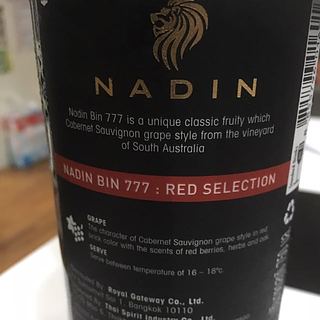 NADIN
Nadin Bin 777 is a unique classic fruity which
Cabernet Sauvignon grape style from the vineyard
of South Australia
NADIN BIN 777 : RED SELECTION
GRAPE
The character of Cabernet Sauvignon grape style in red
brick color with the scents of red berries, herbs and oak.
SERVE
Serve between temperature of 16 - 18°c.
Royal Gateway Co., Ltd.
Soi 1, Bangkok 10110
Thai Spirit Industry Co., Ltd.